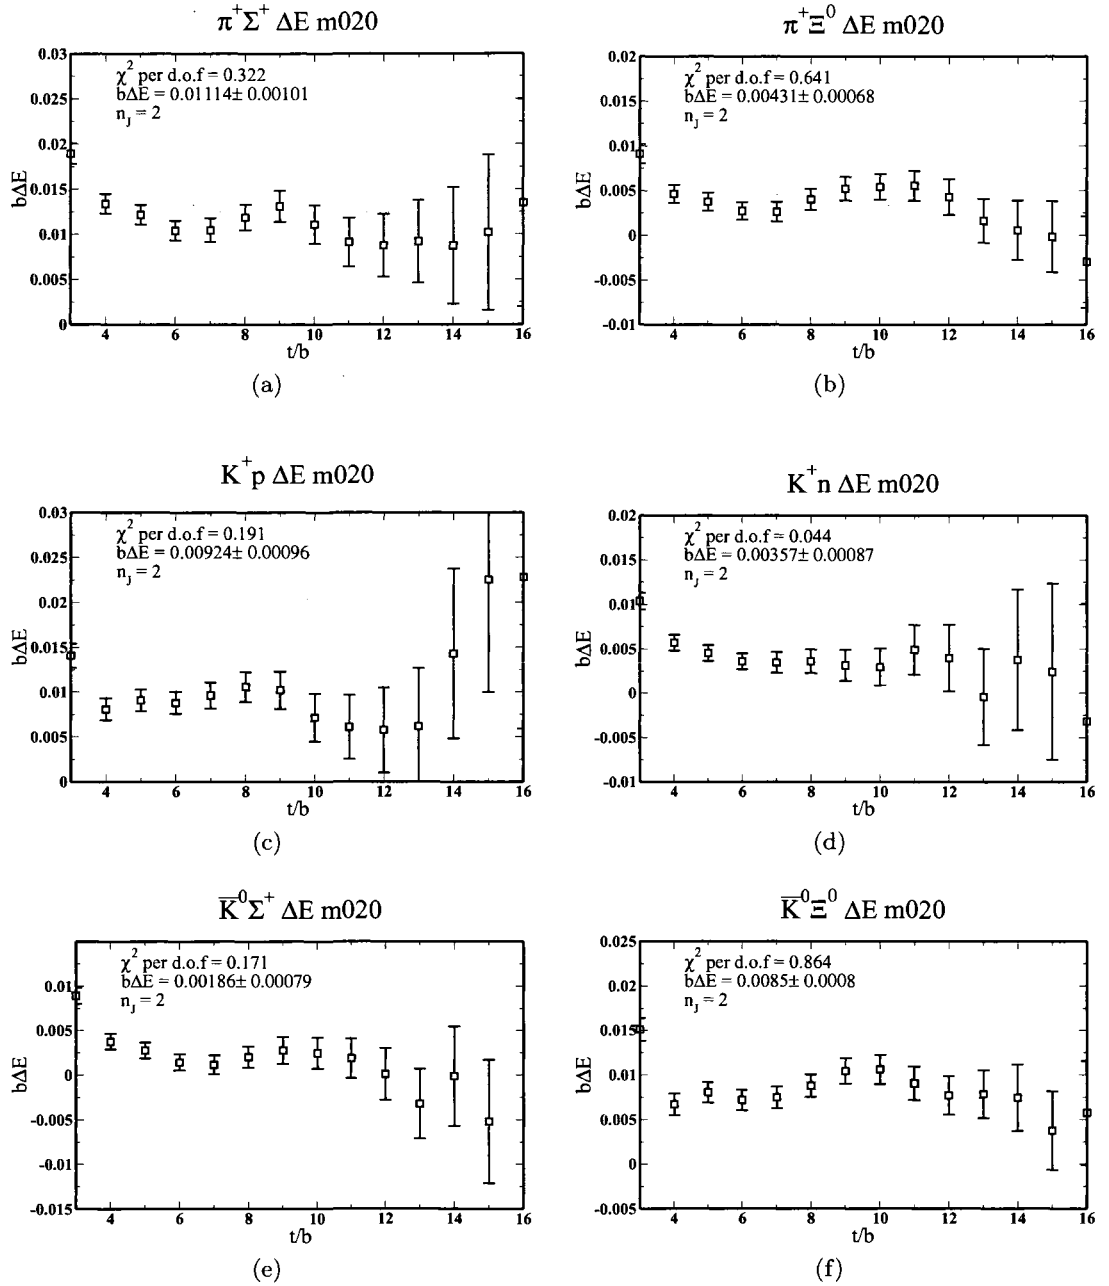 π⁺Σ⁺ ΔE m020
χ² per d.o.f = 0.322
bΔE = 0.01114± 0.00101
n_J = 2
0.03
0.025
0.02
0.015
0.01
0.005
0
bΔE
4 6 8 10 12 14 16
t/b
(a)
π⁺Ξ⁰ ΔE m020
χ² per d.o.f = 0.641
bΔE = 0.00431± 0.00068
n_J = 2
0.02
0.015
0.01
0.005
0
-0.005
-0.01
bΔE
4 6 8 10 12 14 16
t/b
(b)
K⁺p ΔE m020
χ² per d.o.f = 0.191
bΔE = 0.00924± 0.00096
n_J = 2
0.03
0.025
0.02
0.015
0.01
0.005
0
bΔE
4 6 8 10 12 14 16
t/b
(c)
K⁺n ΔE m020
χ² per d.o.f = 0.044
bΔE = 0.00357± 0.00087
n_J = 2
0.02
0.015
0.01
0.005
0
-0.005
-0.01
bΔE
4 6 8 10 12 14 16
t/b
(d)
K̅⁰Σ⁺ ΔE m020
χ² per d.o.f = 0.171
bΔE = 0.00186± 0.00079
n_J = 2
0.01
0.005
0
-0.005
-0.01
-0.015
bΔE
4 6 8 10 12 14 16
t/b
(e)
K̅⁰Ξ⁰ ΔE m020
χ² per d.o.f = 0.864
bΔE = 0.0085± 0.0008
n_J = 2
0.025
0.02
0.015
0.01
0.005
0
-0.005
bΔE
4 6 8 10 12 14 16
t/b
(f)